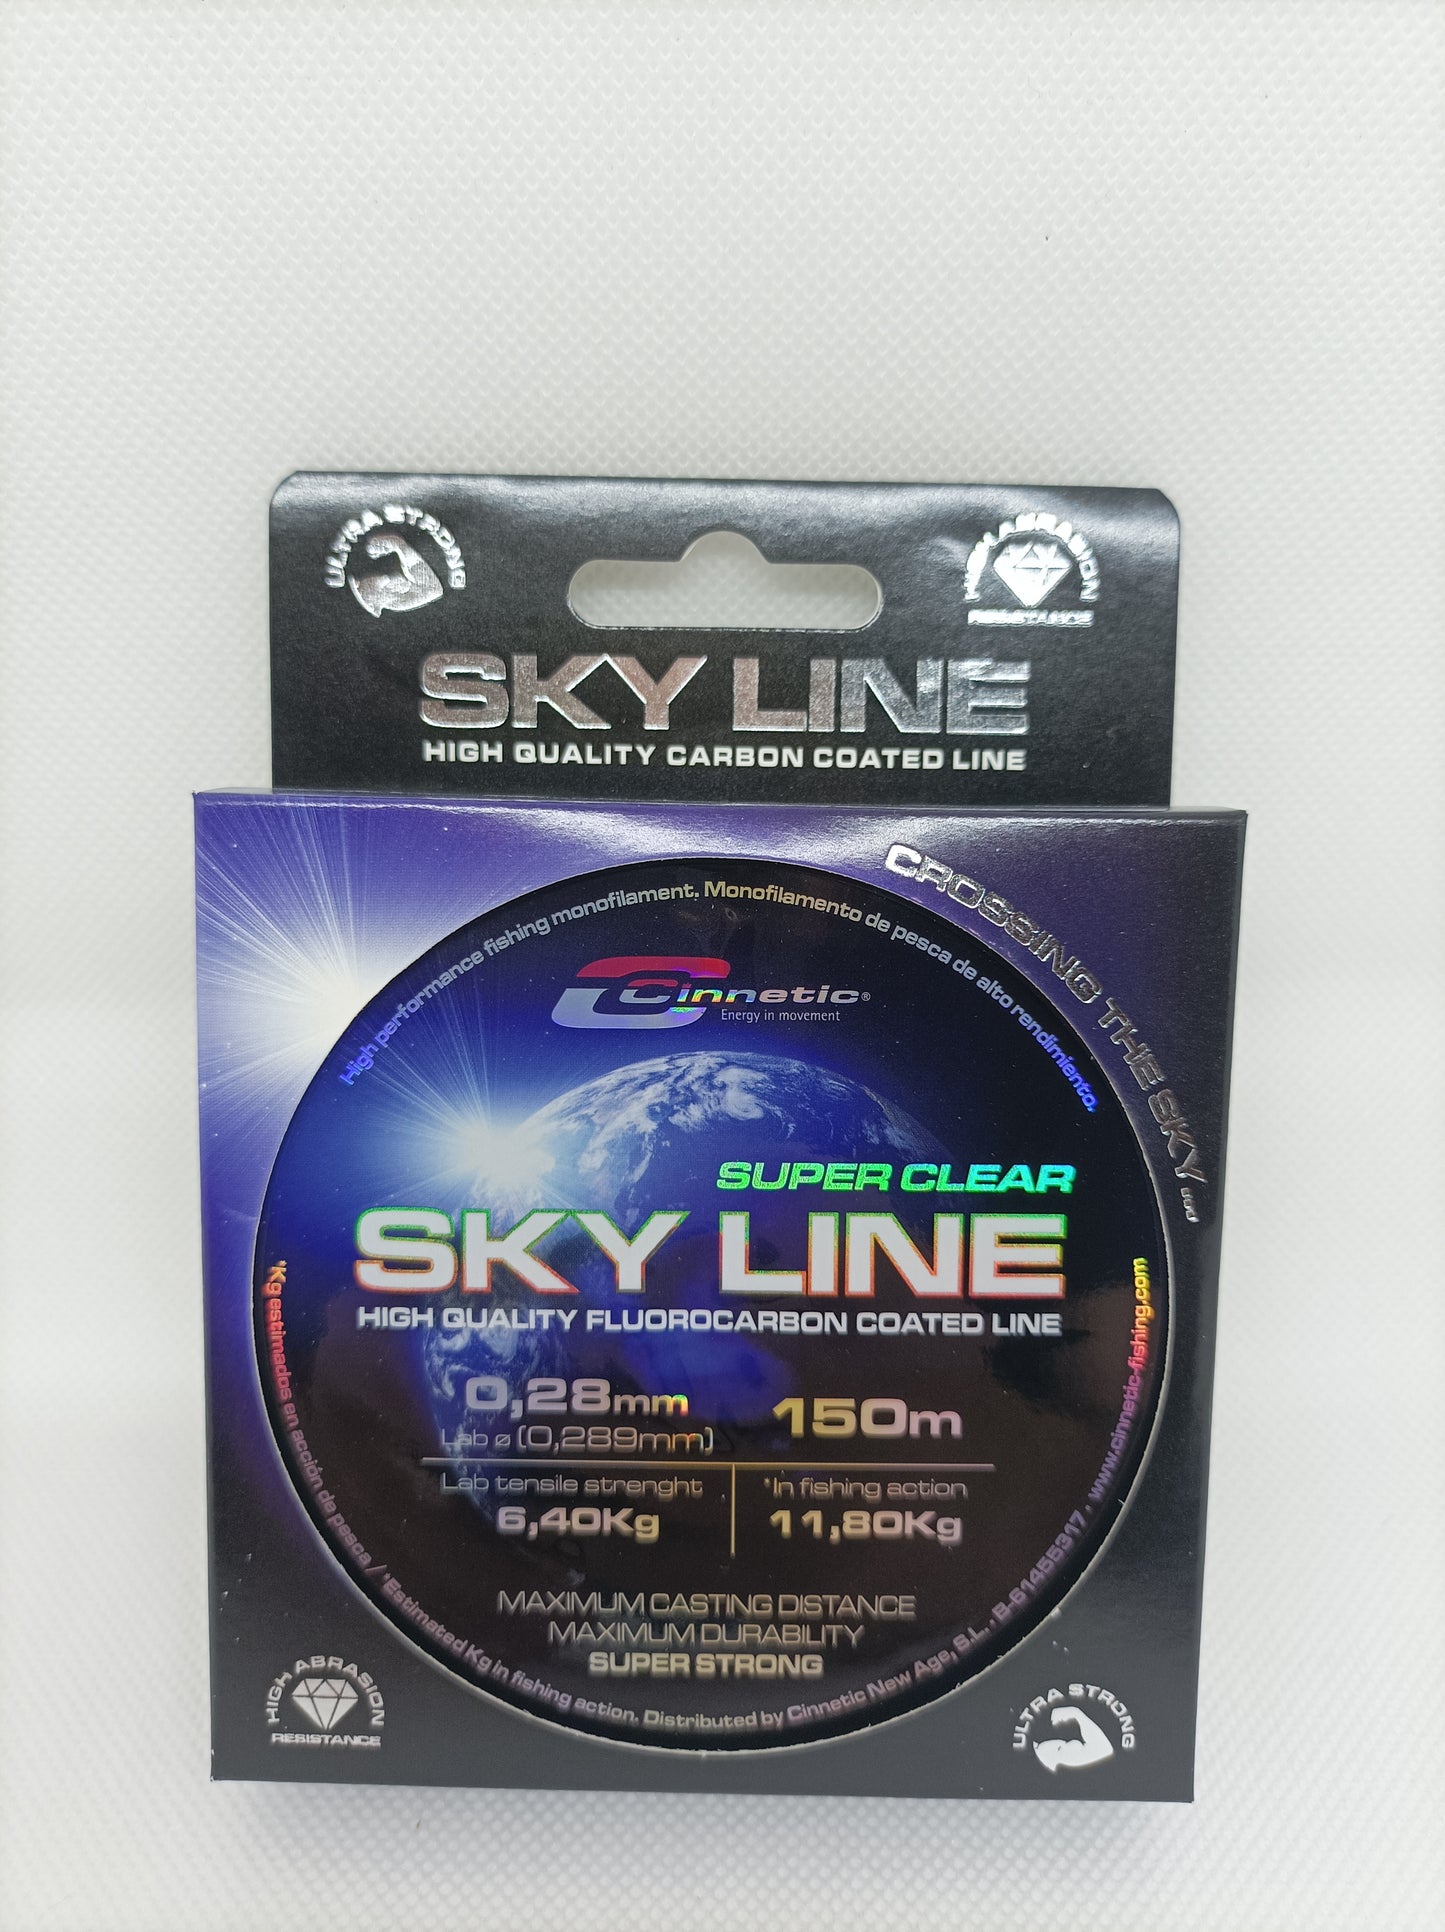 ULTRA STRONG
HIGH ABRASION
RESISTANCE
SKY LINE
HIGH QUALITY CARBON COATED LINE
CROSSING THE SKY...
High performance fishing monofilament. Monofilamento de pesca de alto rendimiento.
Cinnetic®
Energy in movement
SUPER CLEAR
SKY LINE
HIGH QUALITY FLUOROCARBON COATED LINE
0,28mm
Lab ø (0,289mm)
150m
Lab tensile strenght
6,40Kg
*In fishing action
11,80Kg
MAXIMUM CASTING DISTANCE
MAXIMUM DURABILITY
SUPER STRONG
*Kg estimados en acción de pesca / *Estimated Kg in fishing action. Distributed by Cinnetic New Age, S.L. . B-61455317 . www.cinnetic-fishing.com
HIGH ABRASION
RESISTANCE
ULTRA STRONG